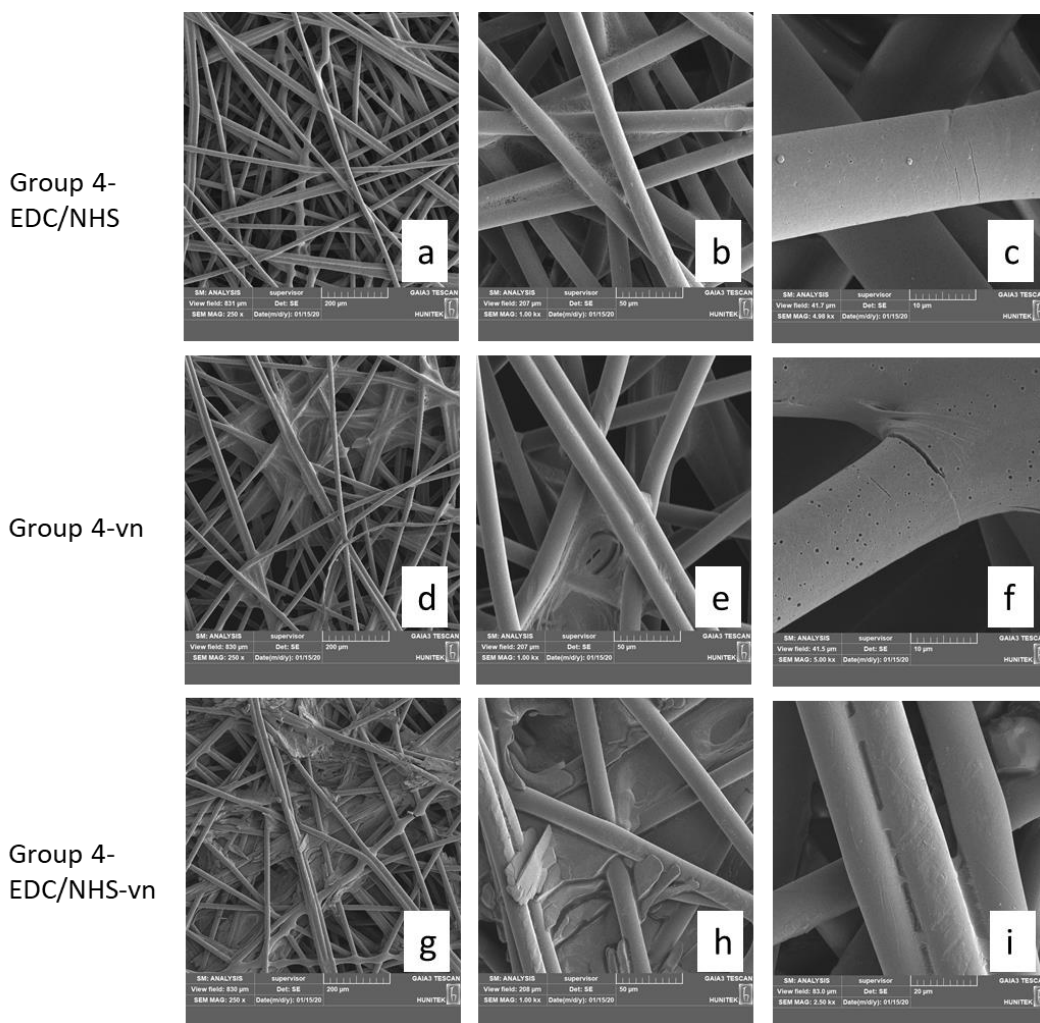 Group 4-
EDC/NHS
a
SM: ANALYSIS supervisor GAIA3 TESCAN
View field: 831 µm Det: SE 200 µm
SEM MAG: 250 x Date(m/d/y): 01/15/20 HUNITEK
b
SM: ANALYSIS supervisor GAIA3 TESCAN
View field: 207 µm Det: SE 50 µm
SEM MAG: 1.00 kx Date(m/d/y): 01/15/20 HUNITEK
c
SM: ANALYSIS supervisor GAIA3 TESCAN
View field: 41.7 µm Det: SE 10 µm
SEM MAG: 4.98 kx Date(m/d/y): 01/15/20 HUNITEK
Group 4-vn
d
SM: ANALYSIS supervisor GAIA3 TESCAN
View field: 830 µm Det: SE 200 µm
SEM MAG: 250 x Date(m/d/y): 01/15/20 HUNITEK
e
SM: ANALYSIS supervisor GAIA3 TESCAN
View field: 207 µm Det: SE 50 µm
SEM MAG: 1.00 kx Date(m/d/y): 01/15/20 HUNITEK
f
SM: ANALYSIS supervisor GAIA3 TESCAN
View field: 41.5 µm Det: SE 10 µm
SEM MAG: 5.00 kx Date(m/d/y): 01/15/20 HUNITEK
Group 4-
EDC/NHS-vn
g
SM: ANALYSIS supervisor GAIA3 TESCAN
View field: 830 µm Det: SE 200 µm
SEM MAG: 250 x Date(m/d/y): 01/15/20 HUNITEK
h
SM: ANALYSIS supervisor GAIA3 TESCAN
View field: 208 µm Det: SE 50 µm
SEM MAG: 1.00 kx Date(m/d/y): 01/15/20 HUNITEK
i
SM: ANALYSIS supervisor GAIA3 TESCAN
View field: 83.0 µm Det: SE 20 µm
SEM MAG: 2.50 kx Date(m/d/y): 01/15/20 HUNITEK